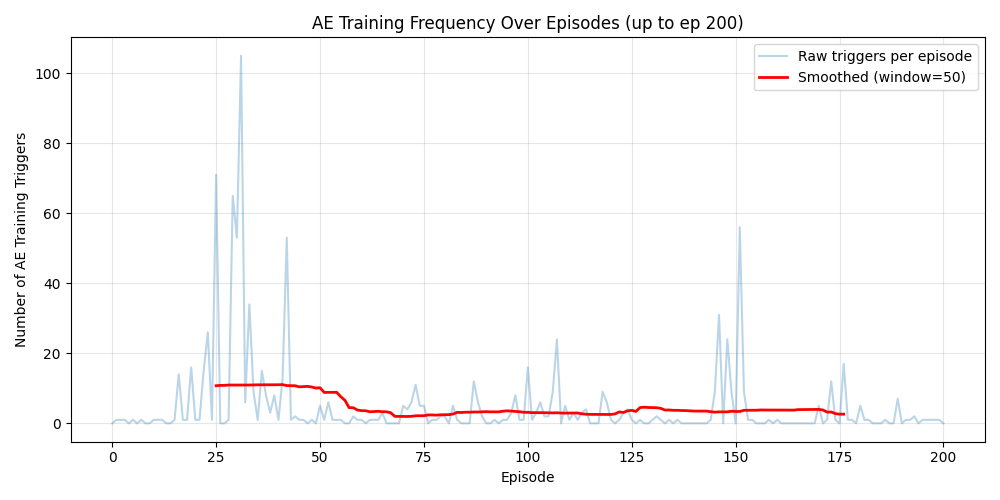 AE Training Frequency Over Episodes (up to ep 200)
Raw triggers per episode
Smoothed (window=50)
Number of AE Training Triggers
100
80
60
40
20
0
0 25 50 75 100 125 150 175 200
Episode